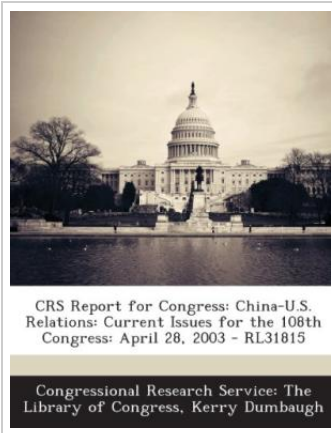 CRS Report for Congress: China-U.S.
Relations: Current Issues for the 108th
Congress: April 28, 2003 - RL31815
Congressional Research Service: The
Library of Congress, Kerry Dumbaugh